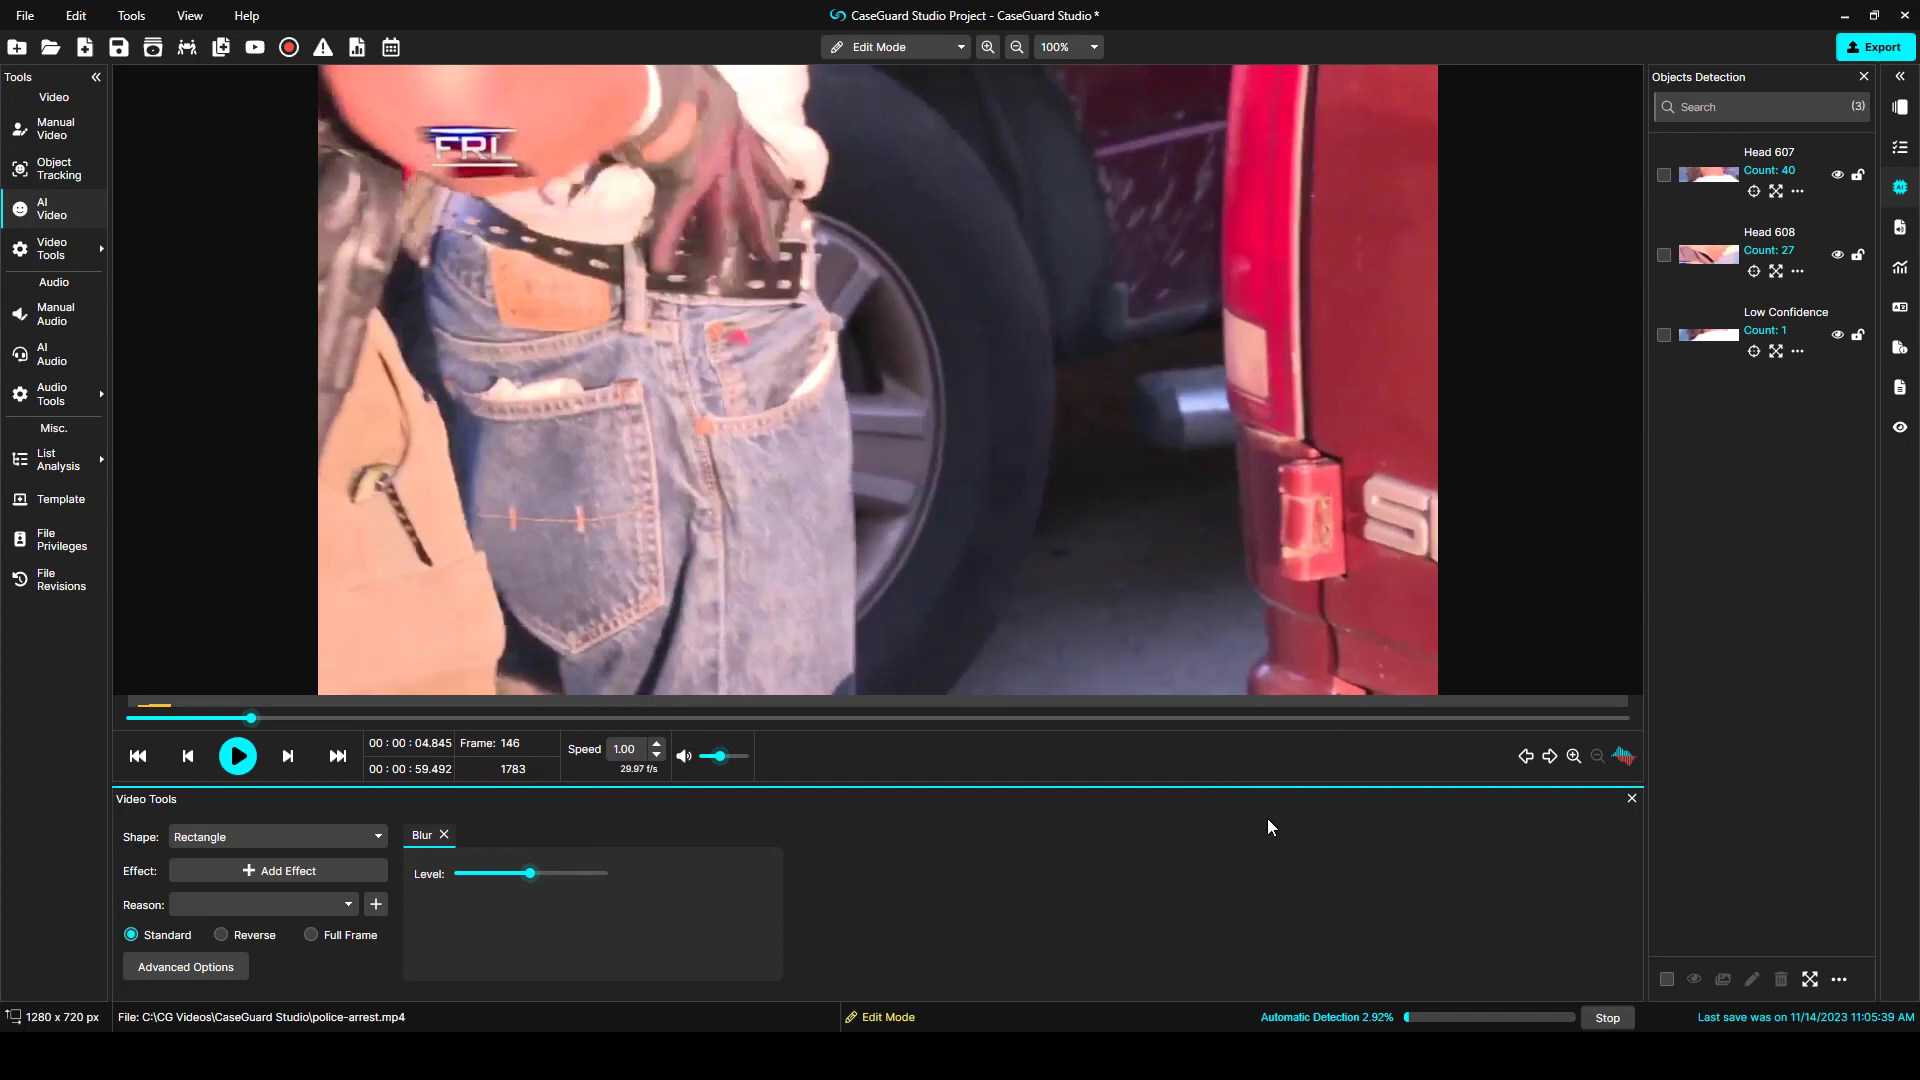 File Edit Tools View Help
CaseGuard Studio Project - CaseGuard Studio *
Edit Mode 100%
Export
Tools
Video
Manual
Video
Object
Tracking
AI
Video
Video
Tools
Audio
Manual
Audio
AI
Audio
Audio
Tools
Misc.
List
Analysis
Template
File
Privileges
File
Revisions
FRL
Objects Detection
Search (3)
Head 607
Count: 40
Head 608
Count: 27
Low Confidence
Count: 1
00 : 00 : 04.845 Frame: 146
00 : 00 : 59.492 1783
Speed 1.00
29.97 f/s
Video Tools
Shape: Rectangle
Effect: + Add Effect
Reason:
Standard Reverse Full Frame
Advanced Options
Blur
Level:
1280 x 720 px
File: C:\CG Videos\CaseGuard Studio\police-arrest.mp4
Edit Mode
Automatic Detection 2.92%
Stop
Last save was on 11/14/2023 11:05:39 AM